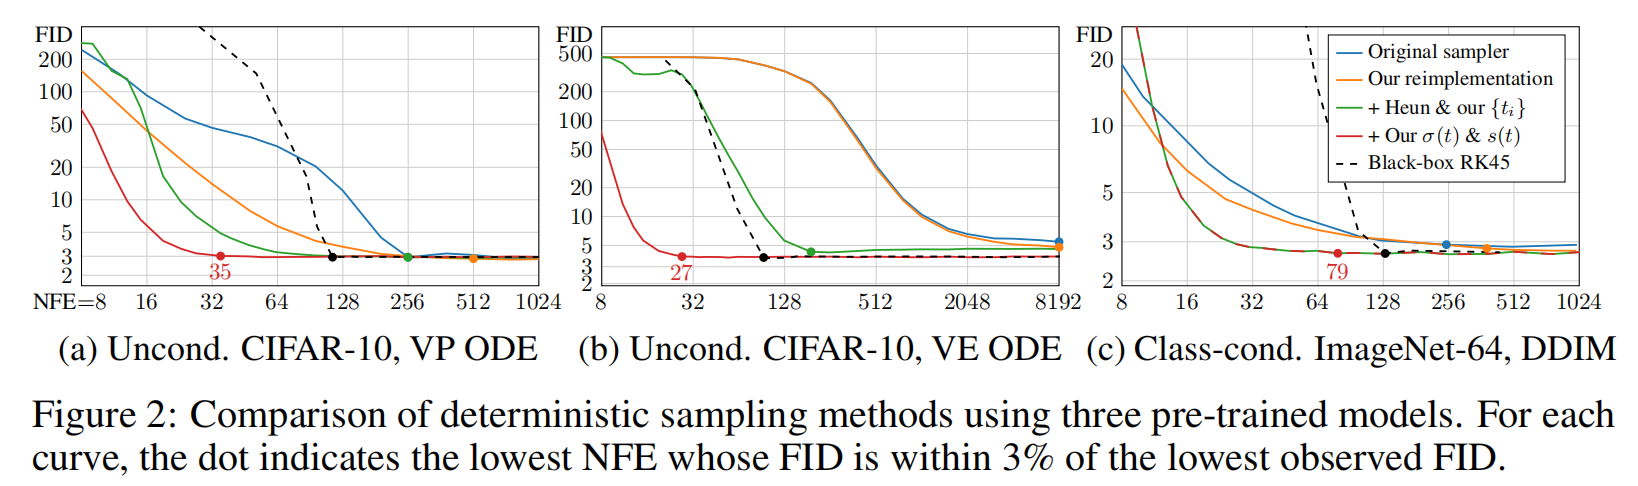 FID
200
100
50
20
10
5
3
2
NFE=8 16 32 64 128 256 512 1024
35
(a) Uncond. CIFAR-10, VP ODE
FID
500
200
100
50
20
10
5
3
2
8 32 128 512 2048 8192
27
(b) Uncond. CIFAR-10, VE ODE
FID
20
10
5
3
2
8 16 32 64 128 256 512 1024
79
Original sampler
Our reimplementation
+ Heun & our {tᵢ}
+ Our σ(t) & s(t)
Black-box RK45
(c) Class-cond. ImageNet-64, DDIM
Figure 2: Comparison of deterministic sampling methods using three pre-trained models. For each
curve, the dot indicates the lowest NFE whose FID is within 3% of the lowest observed FID.